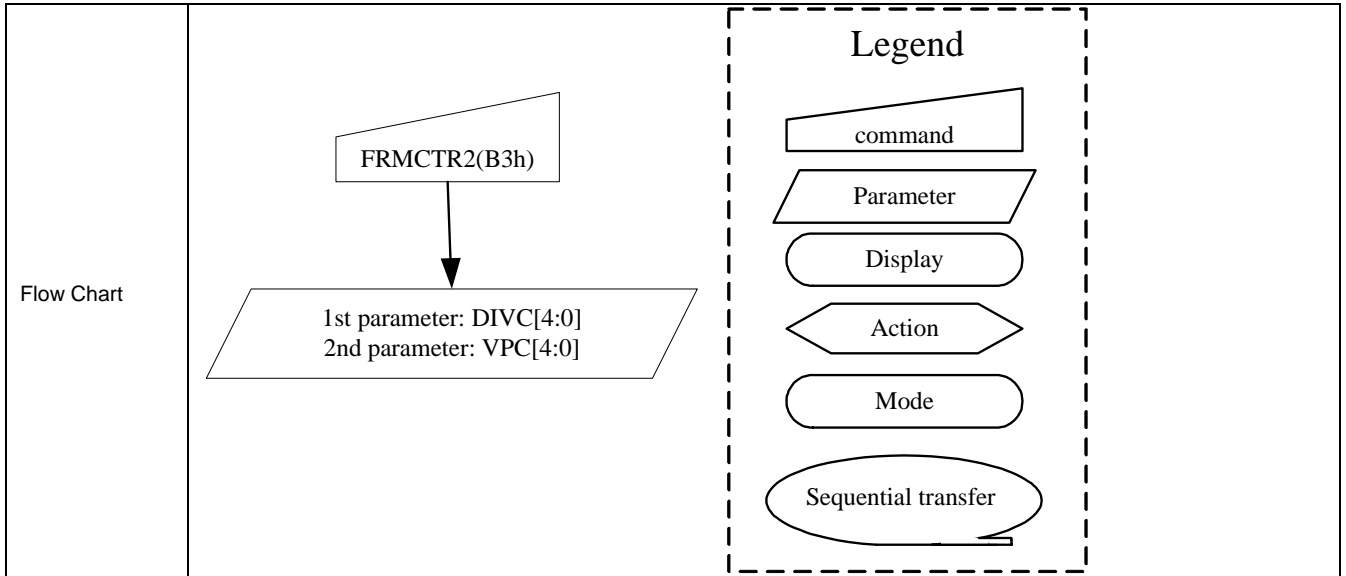 Flow Chart
FRMCTR2(B3h)
1st parameter: DIVC[4:0]
2nd parameter: VPC[4:0]
Legend
command
Parameter
Display
Action
Mode
Sequential transfer